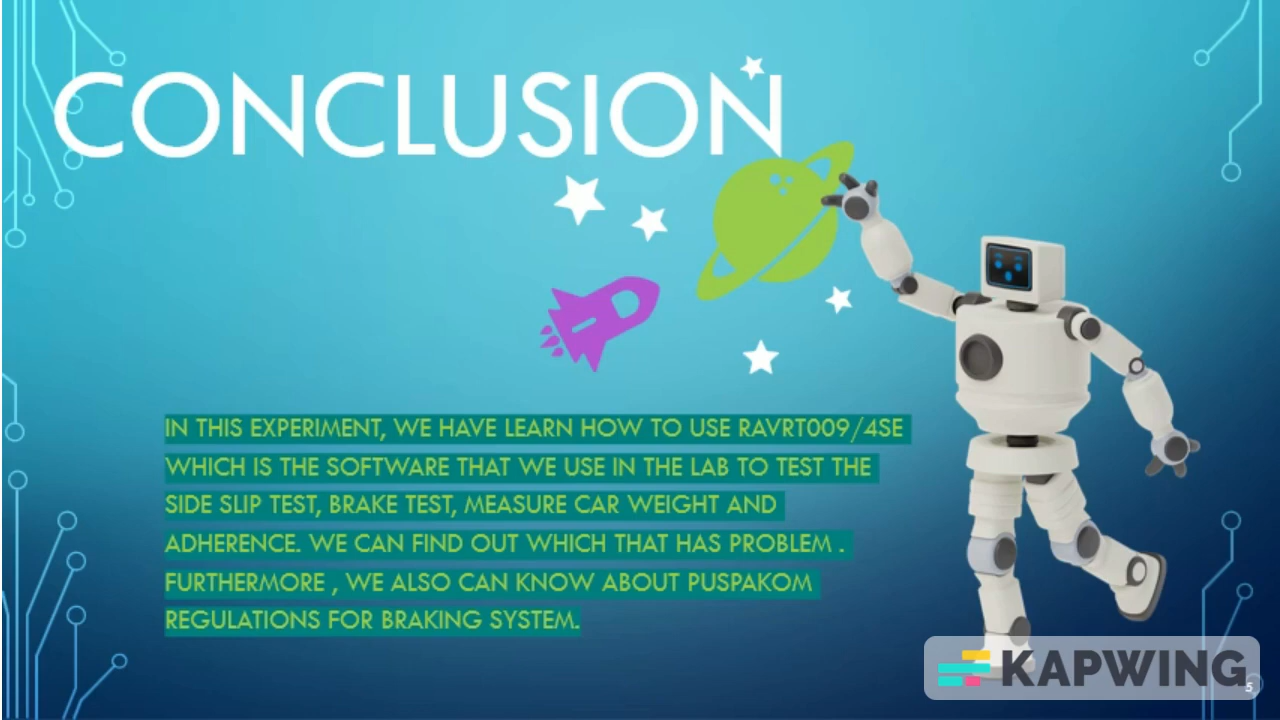 CONCLUSION
IN THIS EXPERIMENT, WE HAVE LEARN HOW TO USE RAVRT009/4SE
WHICH IS THE SOFTWARE THAT WE USE IN THE LAB TO TEST THE
SIDE SLIP TEST, BRAKE TEST, MEASURE CAR WEIGHT AND
ADHERENCE. WE CAN FIND OUT WHICH THAT HAS PROBLEM .
FURTHERMORE , WE ALSO CAN KNOW ABOUT PUSPAKOM
REGULATIONS FOR BRAKING SYSTEM.
KAPWING
5